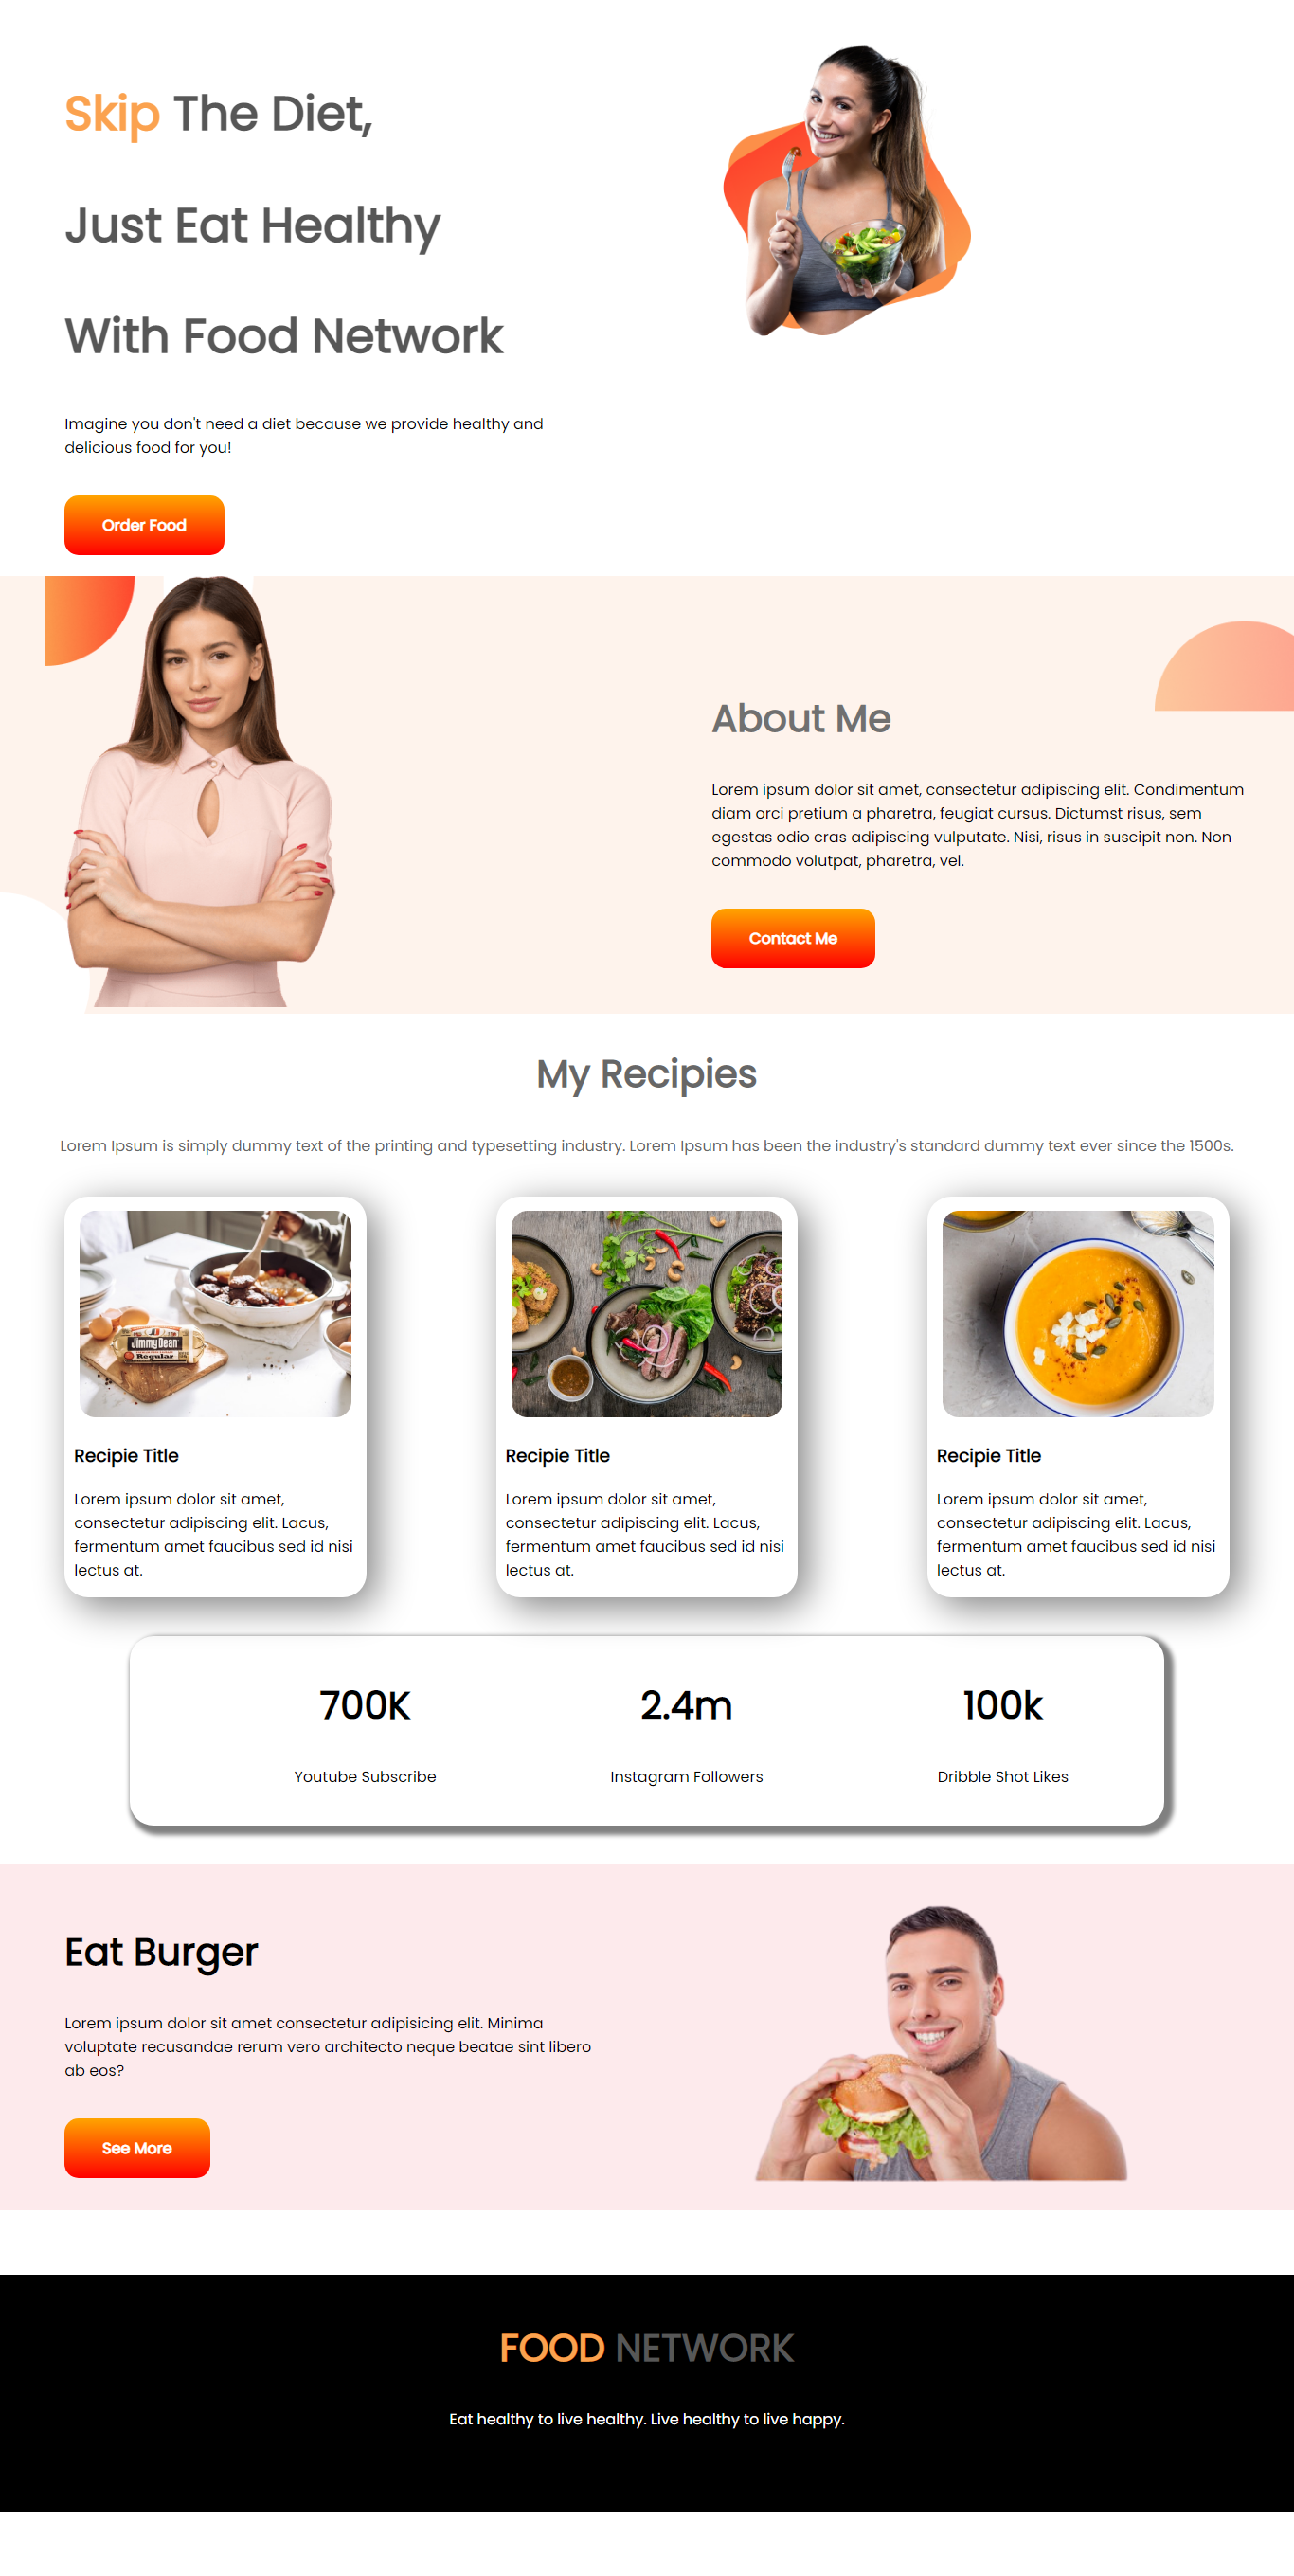 Skip The Diet,
Just Eat Healthy
With Food Network
Imagine you don't need a diet because we provide healthy and
delicious food for you!
Order Food
About Me
Lorem ipsum dolor sit amet, consectetur adipiscing elit. Condimentum
diam orci pretium a pharetra, feugiat cursus. Dictumst risus, sem
egestas odio cras adipiscing vulputate. Nisi, risus in suscipit non. Non
commodo volutpat, pharetra, vel.
Contact Me
My Recipies
Lorem Ipsum is simply dummy text of the printing and typesetting industry. Lorem Ipsum has been the industry's standard dummy text ever since the 1500s.
Jimmy Dean
Regular
Recipie Title
Lorem ipsum dolor sit amet,
consectetur adipiscing elit. Lacus,
fermentum amet faucibus sed id nisi
lectus at.
Recipie Title
Lorem ipsum dolor sit amet,
consectetur adipiscing elit. Lacus,
fermentum amet faucibus sed id nisi
lectus at.
Recipie Title
Lorem ipsum dolor sit amet,
consectetur adipiscing elit. Lacus,
fermentum amet faucibus sed id nisi
lectus at.
700K
Youtube Subscribe
2.4m
Instagram Followers
100k
Dribble Shot Likes
Eat Burger
Lorem ipsum dolor sit amet consectetur adipisicing elit. Minima
voluptate recusandae rerum vero architecto neque beatae sint libero
ab eos?
See More
FOOD NETWORK
Eat healthy to live healthy. Live healthy to live happy.